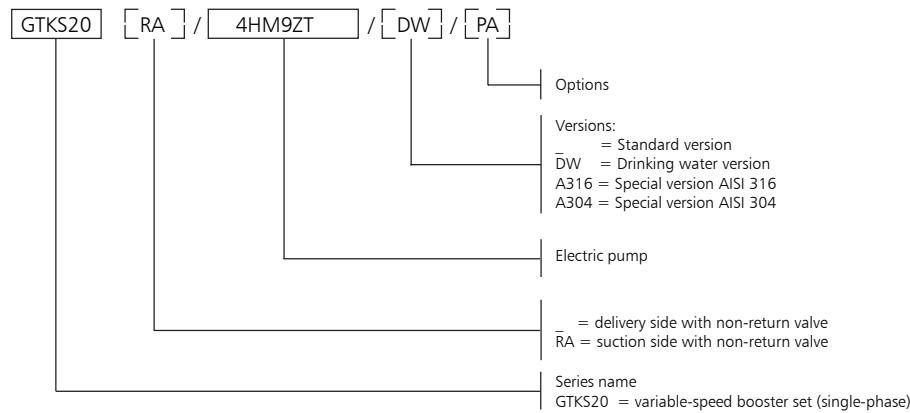 GTKS20 RA / 4HM9ZT / DW / PA
Options
Versions:
_ = Standard version
DW = Drinking water version
A316 = Special version AISI 316
A304 = Special version AISI 304
Electric pump
_ = delivery side with non-return valve
RA = suction side with non-return valve
Series name
GTKS20 = variable-speed booster set (single-phase)